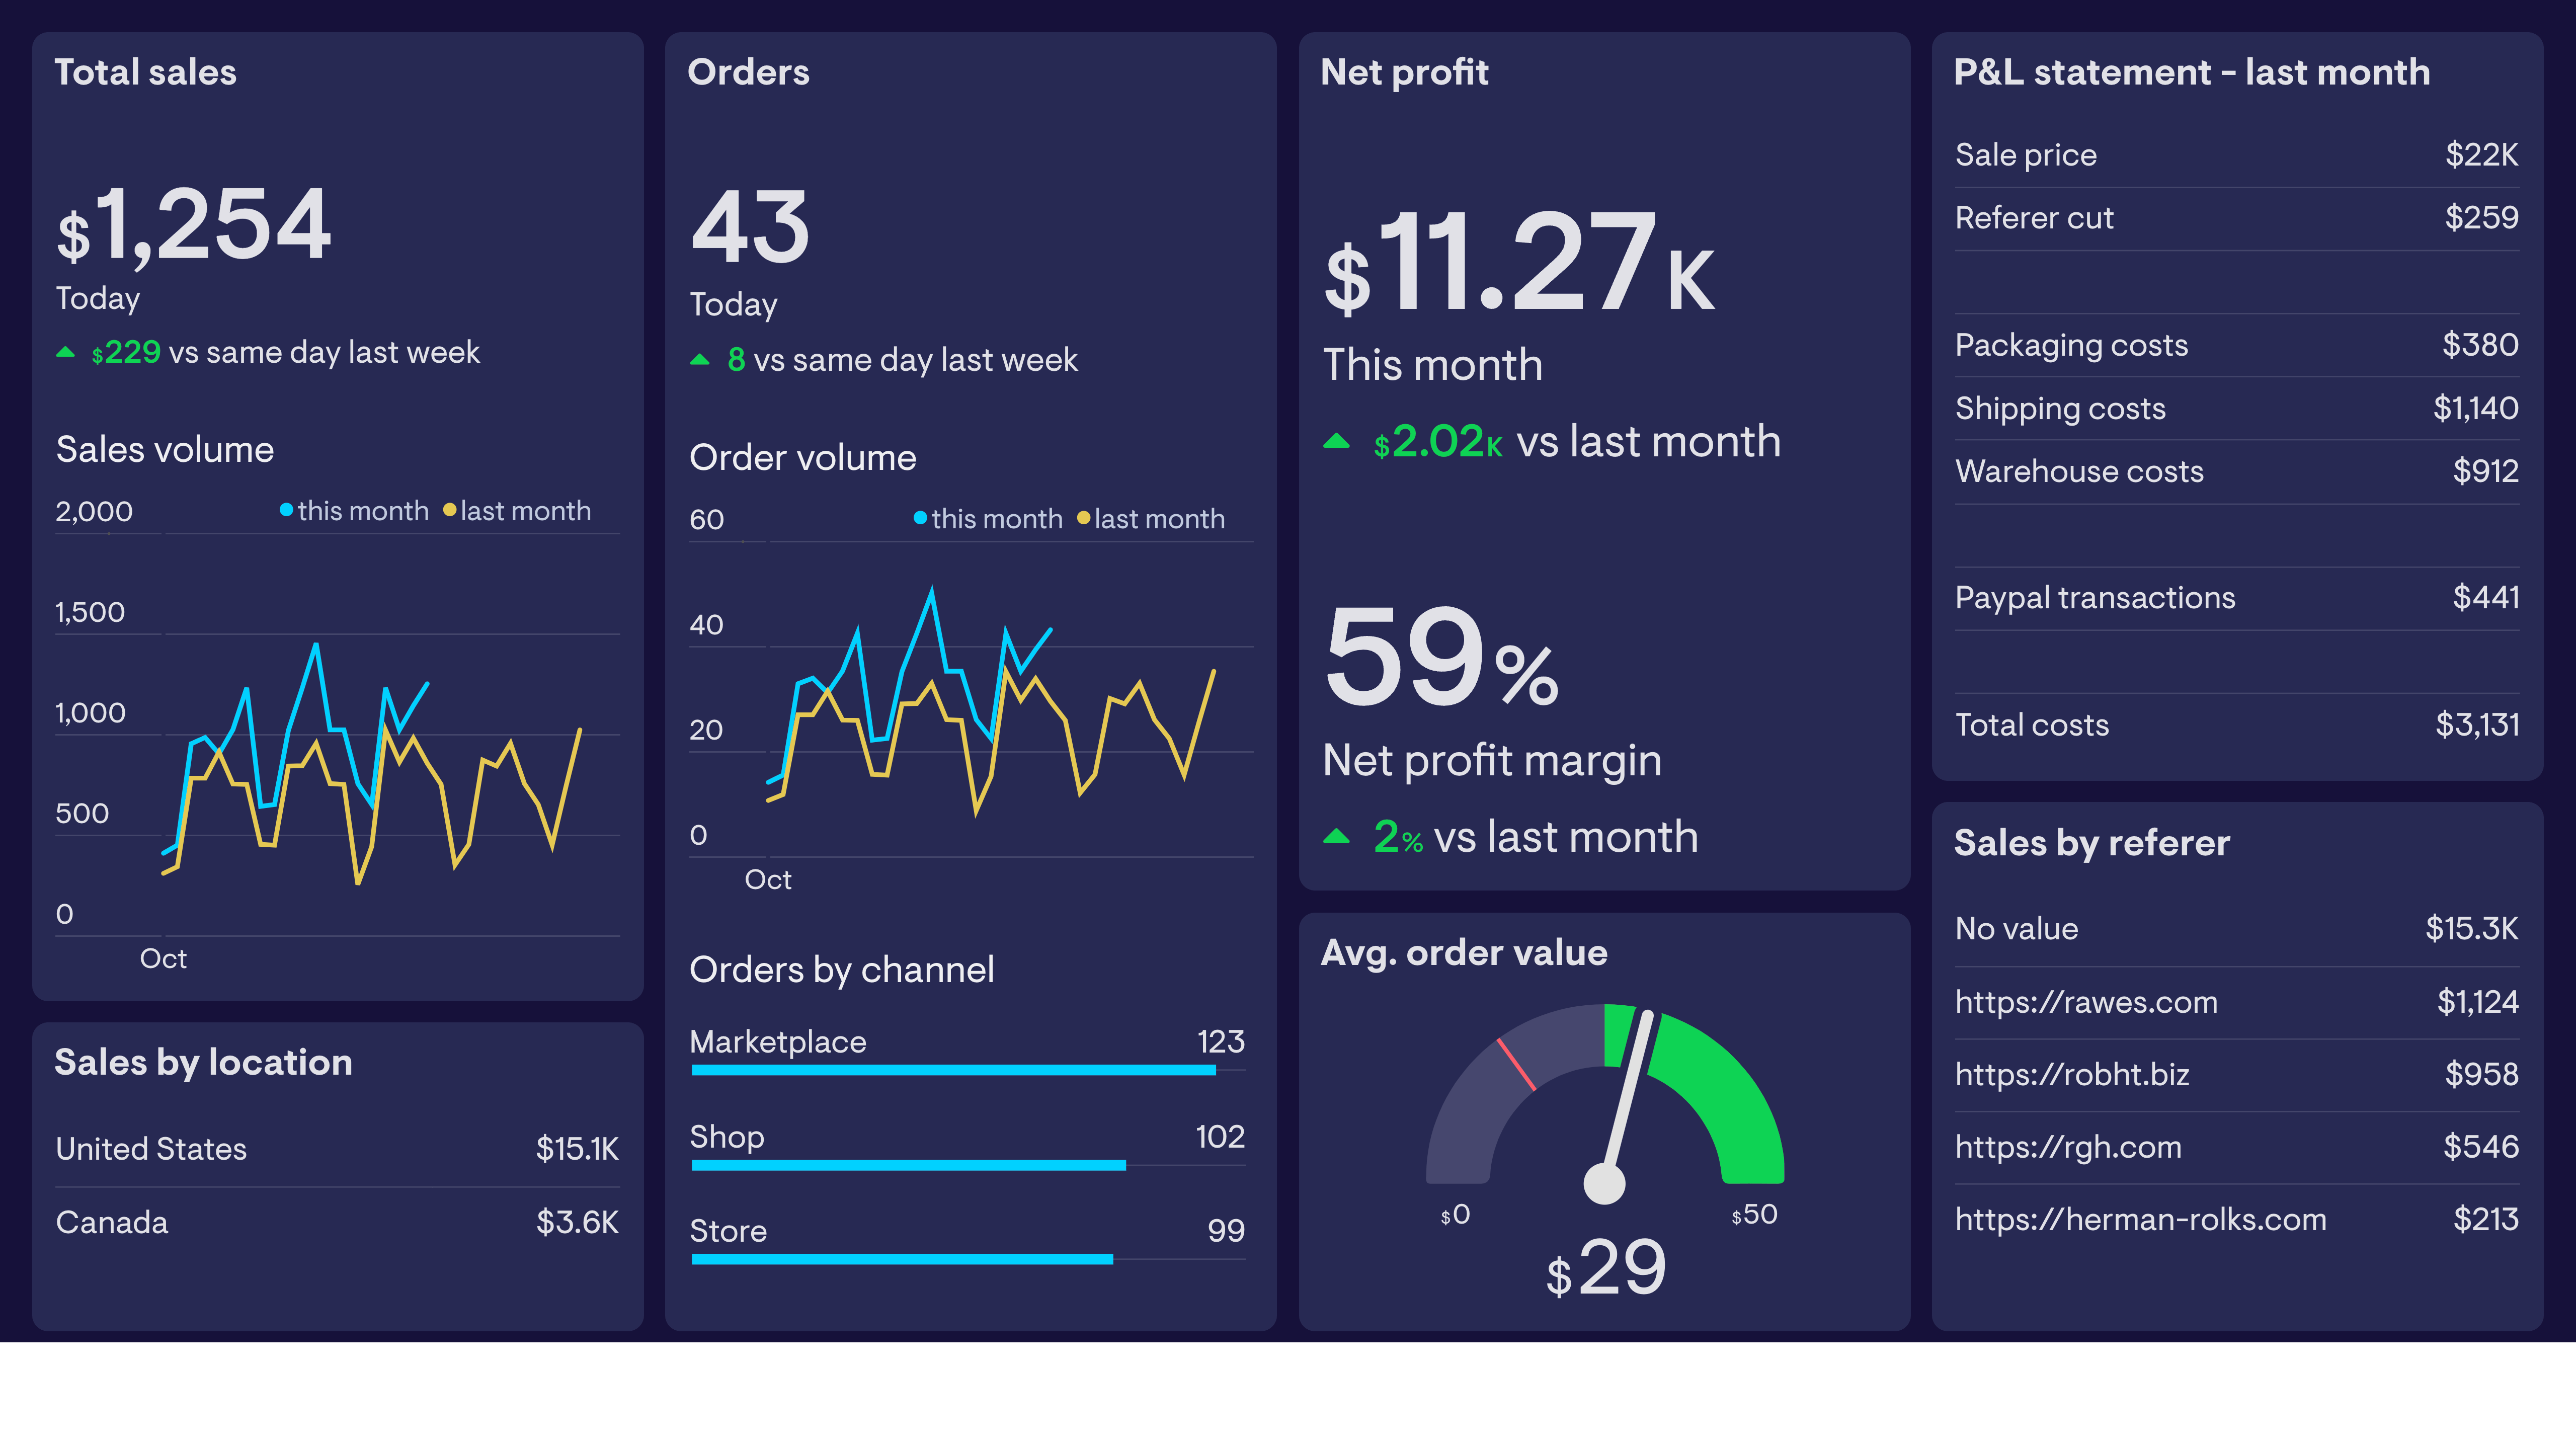 Total sales
$1,254
Today
$229 vs same day last week
Sales volume
this month last month
2,000
1,500
1,000
500
0
Oct
Sales by location
United States $15.1K
Canada $3.6K
Orders
43
Today
8 vs same day last week
Order volume
this month last month
60
40
20
0
Oct
Orders by channel
Marketplace 123
Shop 102
Store 99
Net profit
$11.27K
This month
$2.02K vs last month
59%
Net profit margin
2% vs last month
Avg. order value
$0 $50
$29
P&L statement - last month
Sale price $22K
Referer cut $259
Packaging costs $380
Shipping costs $1,140
Warehouse costs $912
Paypal transactions $441
Total costs $3,131
Sales by referer
No value $15.3K
https://rawes.com $1,124
https://robht.biz $958
https://rgh.com $546
https://herman-rolks.com $213